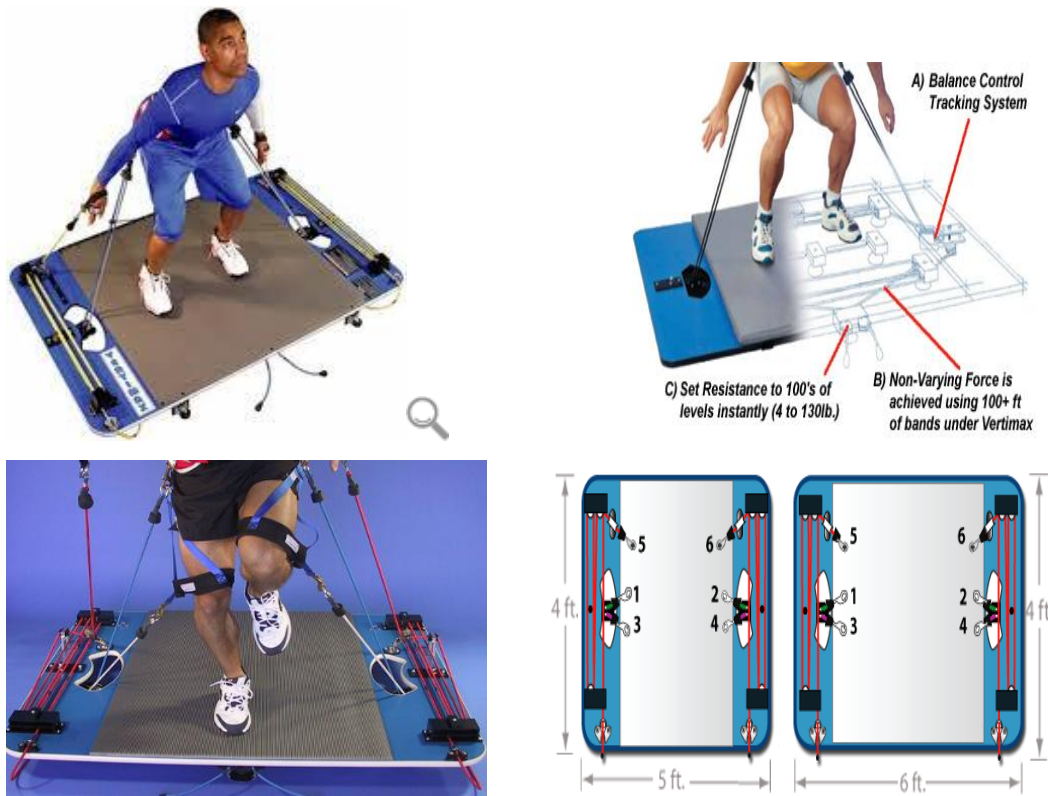 A) Balance Control
Tracking System
C) Set Resistance to 100's of
levels instantly (4 to 130lb.)
B) Non-Varying Force is
achieved using 100+ ft
of bands under Vertimax
5
6
1
2
3
4
4 ft.
5 ft.
5
6
1
2
3
4
4 ft.
6 ft.